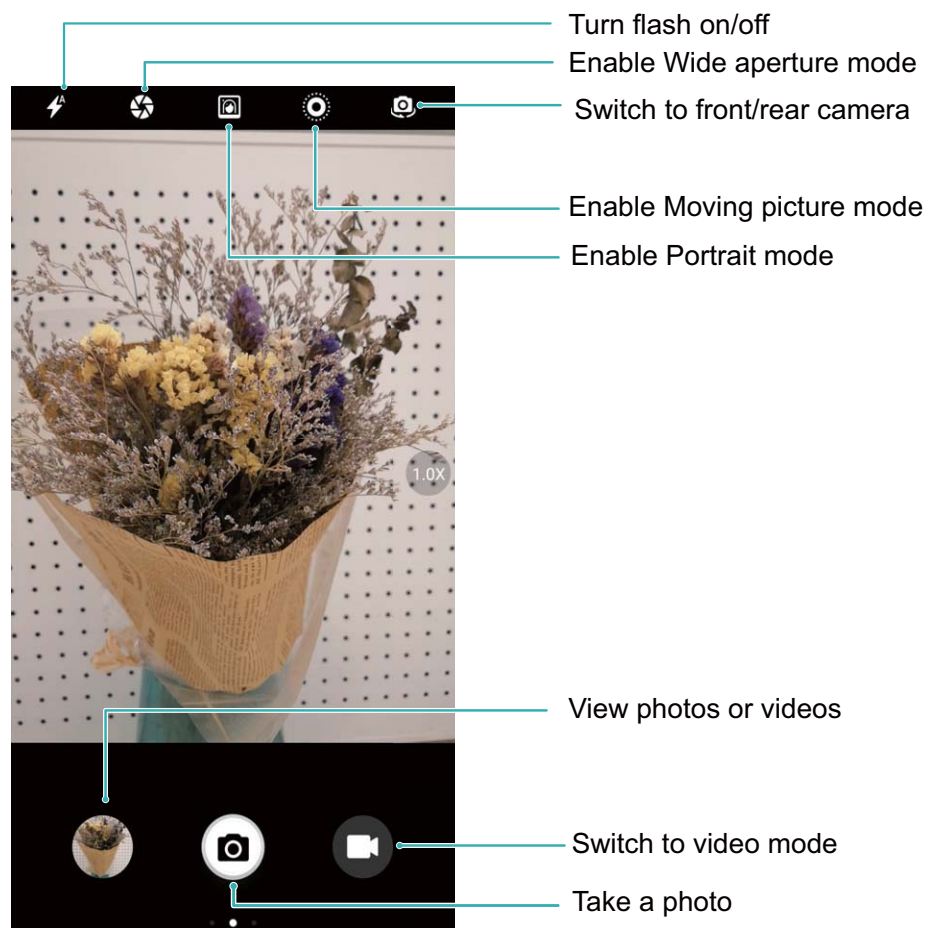 Turn flash on/off
Enable Wide aperture mode
Switch to front/rear camera
Enable Moving picture mode
Enable Portrait mode
1.0X
View photos or videos
Switch to video mode
Take a photo